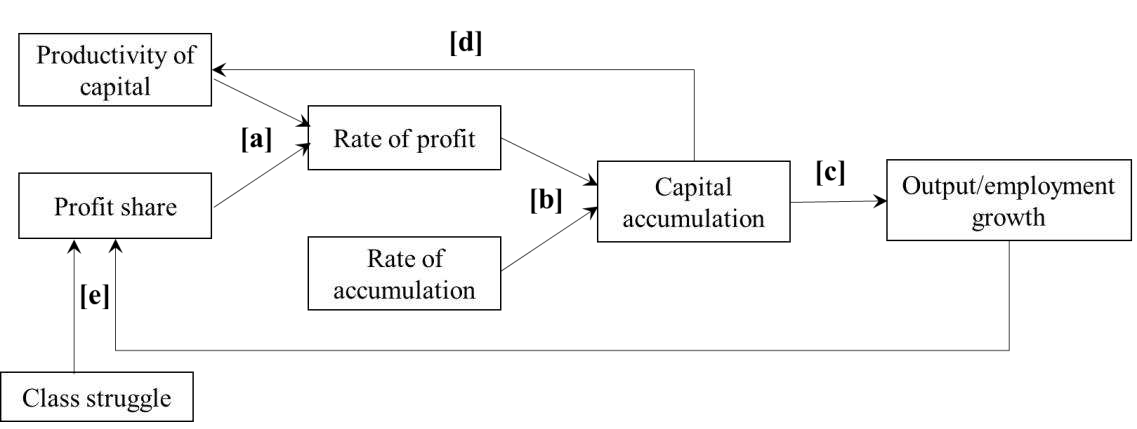 [d]
Productivity of
capital
[a]
Rate of profit
Profit share
[b]
Capital
accumulation
[c]
Output/employment
growth
Rate of
accumulation
[e]
Class struggle